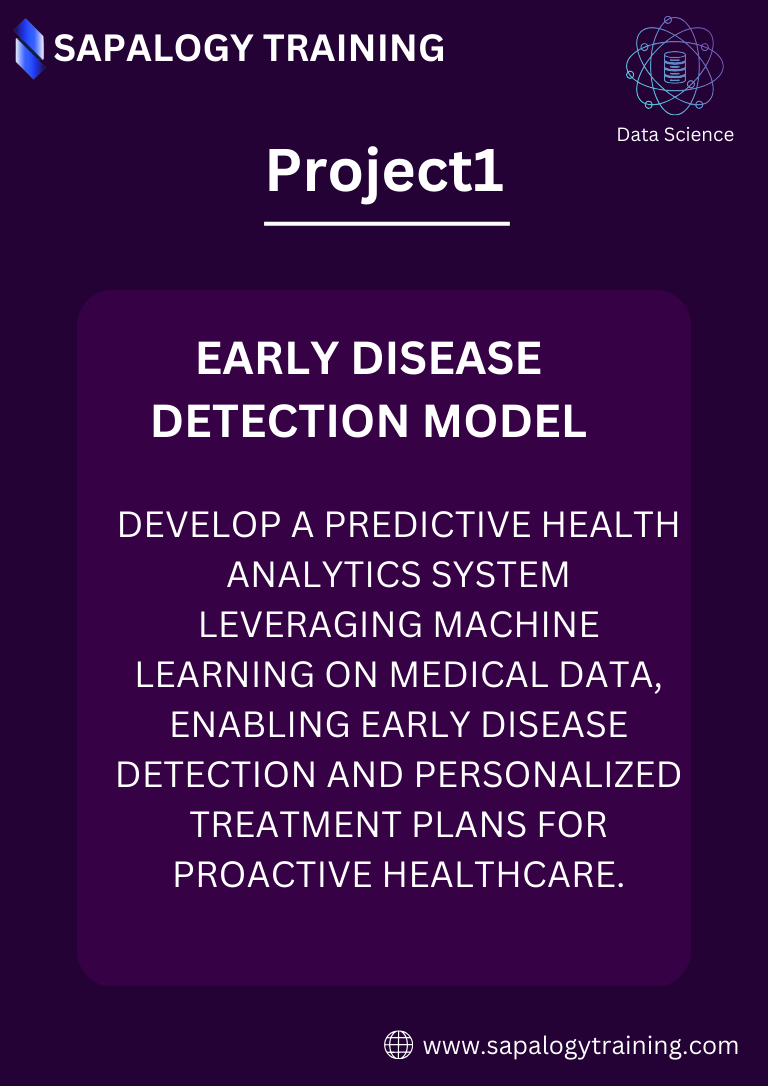 SAPALOGY TRAINING
Data Science
Project1
EARLY DISEASE
DETECTION MODEL
DEVELOP A PREDICTIVE HEALTH
ANALYTICS SYSTEM
LEVERAGING MACHINE
LEARNING ON MEDICAL DATA,
ENABLING EARLY DISEASE
DETECTION AND PERSONALIZED
TREATMENT PLANS FOR
PROACTIVE HEALTHCARE.
www.sapalogytraining.com